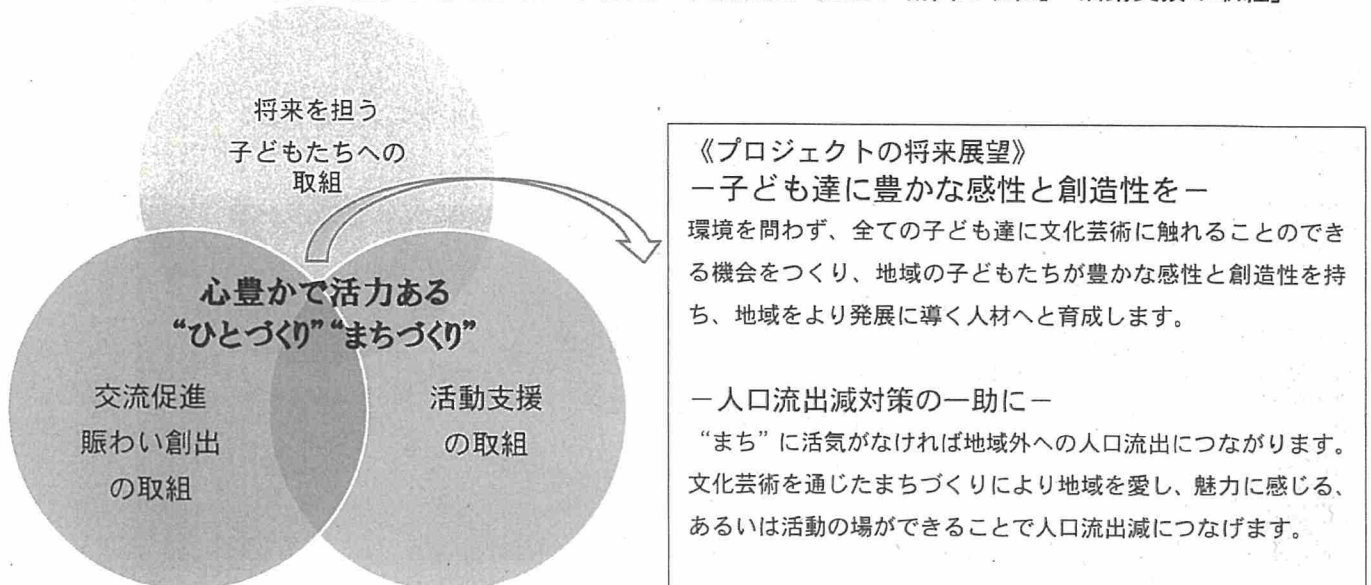 将来を担う
子どもたちへの
取組
心豊かで活力ある
“ひとづくり”“まちづくり”
交流促進
賑わい創出
の取組
活動支援
の取組
《プロジェクトの将来展望》
−子ども達に豊かな感性と創造性を−
環境を問わず、全ての子ども達に文化芸術に触れることのでき
る機会をつくり、地域の子どもたちが豊かな感性と創造性を持
ち、地域をより発展に導く人材へと育成します。
−人口流出減対策の一助に−
“まち”に活気がなければ地域外への人口流出につながります。
文化芸術を通じたまちづくりにより地域を愛し、魅力に感じる、
あるいは活動の場ができることで人口流出減につなげます。